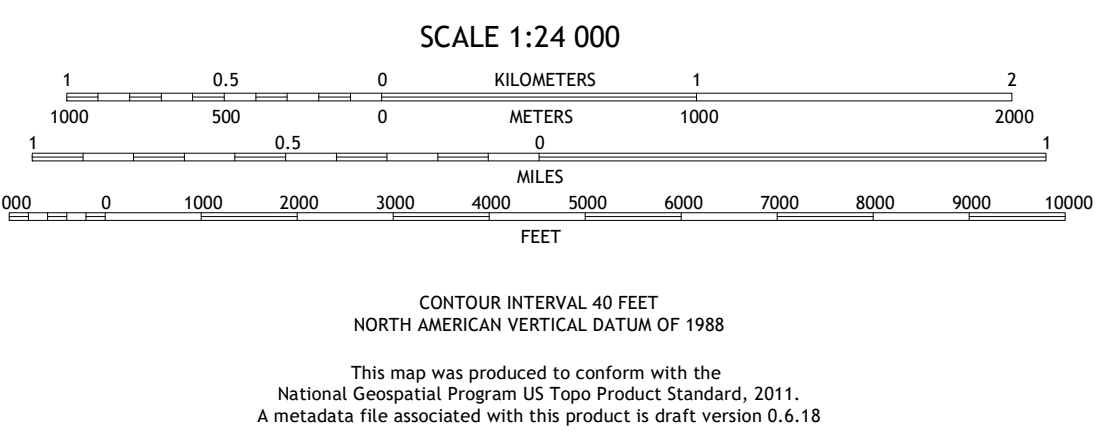 SCALE 1:24 000
1 0.5 0 KILOMETERS 1 2
1000 500 0 METERS 1000 2000
1 0.5 0 1
MILES
000 0 1000 2000 3000 4000 5000 6000 7000 8000 9000 10000
FEET
CONTOUR INTERVAL 40 FEET
NORTH AMERICAN VERTICAL DATUM OF 1988
This map was produced to conform with the
National Geospatial Program US Topo Product Standard, 2011.
A metadata file associated with this product is draft version 0.6.18